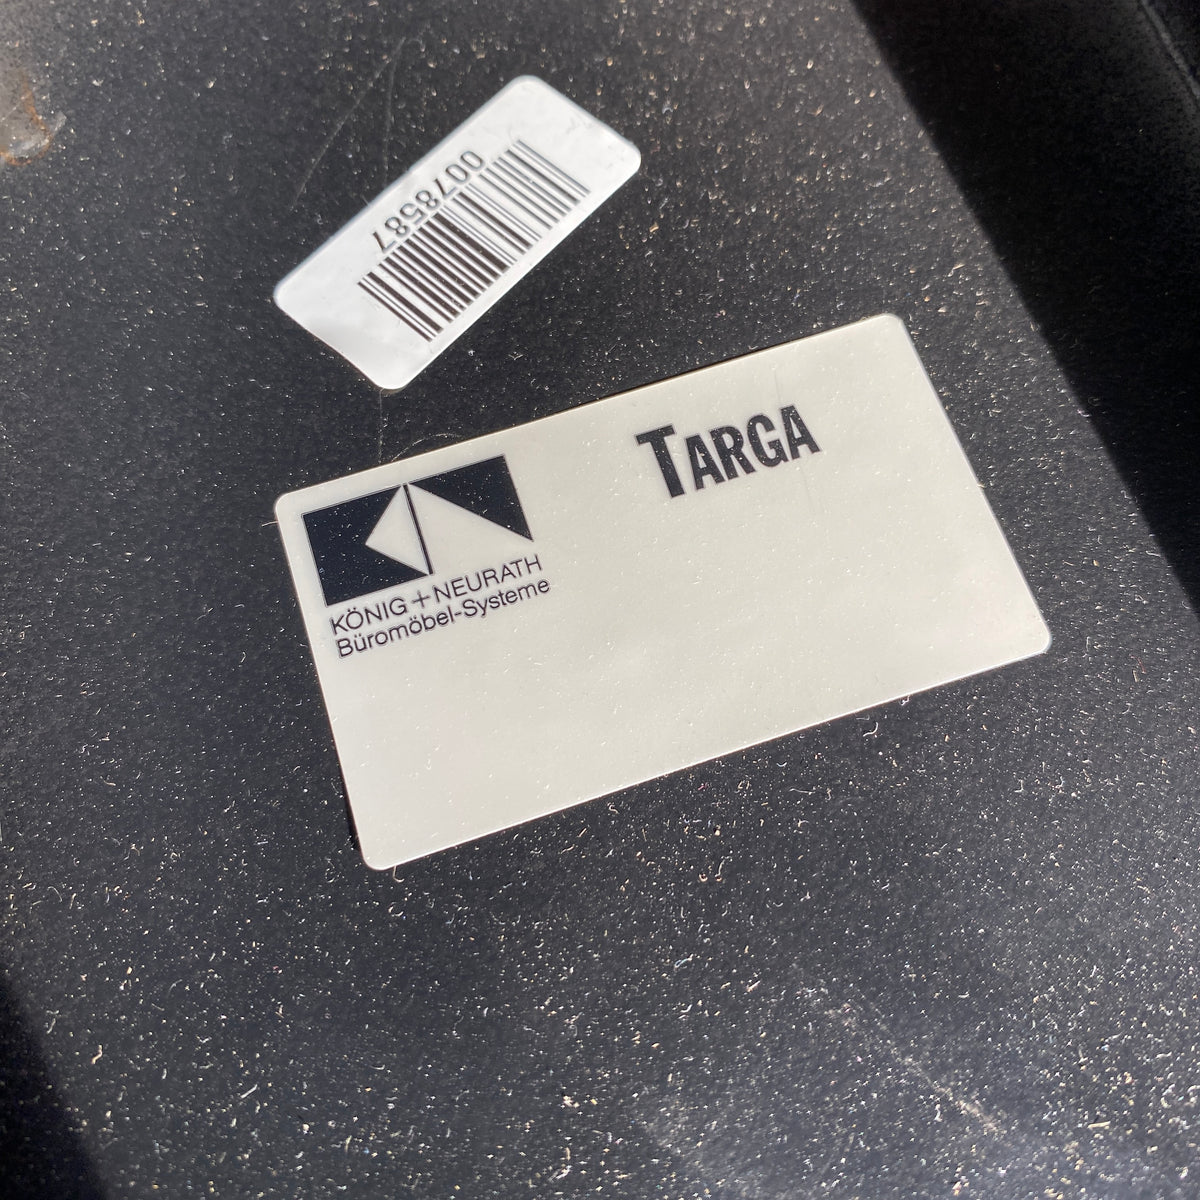 0078587
TARGA
KÖNIG+NEURATH
Büromöbel-Systeme